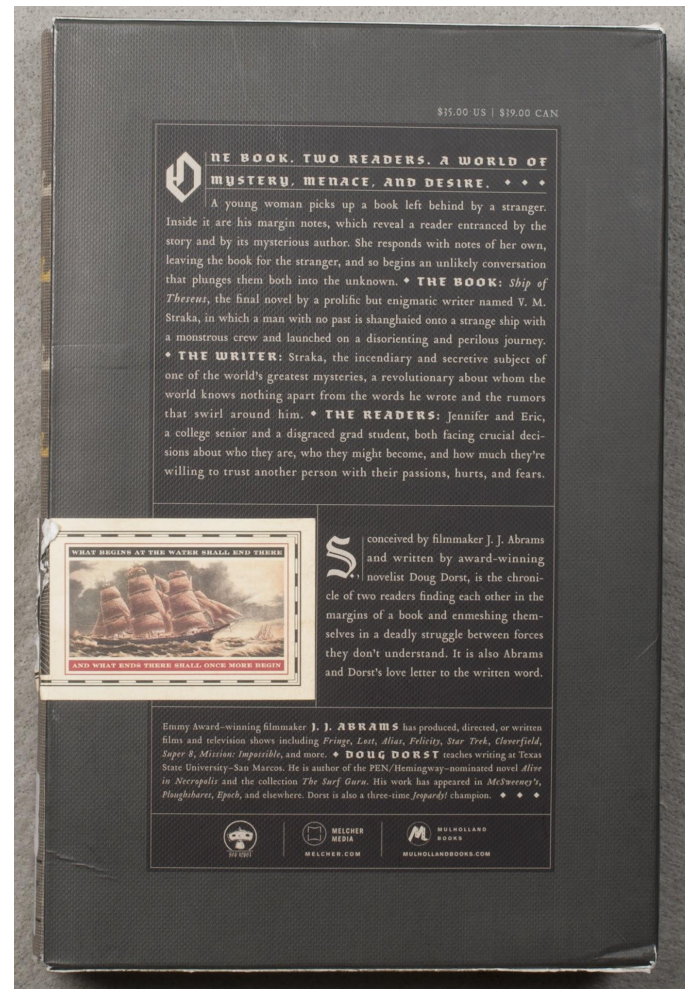 $35.00 US | $39.00 CAN
ONE BOOK. TWO READERS. A WORLD OF
MYSTERY, MENACE, AND DESIRE. ◆ ◆ ◆
A young woman picks up a book left behind by a stranger.
Inside it are his margin notes, which reveal a reader entranced by the
story and by its mysterious author. She responds with notes of her own,
leaving the book for the stranger, and so begins an unlikely conversation
that plunges them both into the unknown. ◆ THE BOOK: Ship of
Theseus, the final novel by a prolific but enigmatic writer named V. M.
Straka, in which a man with no past is shanghaied onto a strange ship with
a monstrous crew and launched on a disorienting and perilous journey.
◆ THE WRITER: Straka, the incendiary and secretive subject of
one of the world's greatest mysteries, a revolutionary about whom the
world knows nothing apart from the words he wrote and the rumors
that swirl around him. ◆ THE READERS: Jennifer and Eric,
a college senior and a disgraced grad student, both facing crucial deci-
sions about who they are, who they might become, and how much they're
willing to trust another person with their passions, hurts, and fears.
WHAT BEGINS AT THE WATER SHALL END THERE
AND WHAT ENDS THERE SHALL ONCE MORE BEGIN
S., conceived by filmmaker J. J. Abrams
and written by award-winning
novelist Doug Dorst, is the chroni-
cle of two readers finding each other in the
margins of a book and enmeshing them-
selves in a deadly struggle between forces
they don't understand. It is also Abrams
and Dorst's love letter to the written word.
Emmy Award–winning filmmaker J. J. ABRAMS has produced, directed, or written
films and television shows including Fringe, Lost, Alias, Felicity, Star Trek, Cloverfield,
Super 8, Mission: Impossible, and more. ◆ DOUG DORST teaches writing at Texas
State University–San Marcos. He is author of the PEN/Hemingway–nominated novel Alive
in Necropolis and the collection The Surf Guru. His work has appeared in McSweeney's,
Ploughshares, Epoch, and elsewhere. Dorst is also a three-time Jeopardy! champion. ◆ ◆ ◆
BAD ROBOT
MELCHER
MEDIA
MELCHER.COM
MULHOLLAND
BOOKS
MULHOLLANDBOOKS.COM